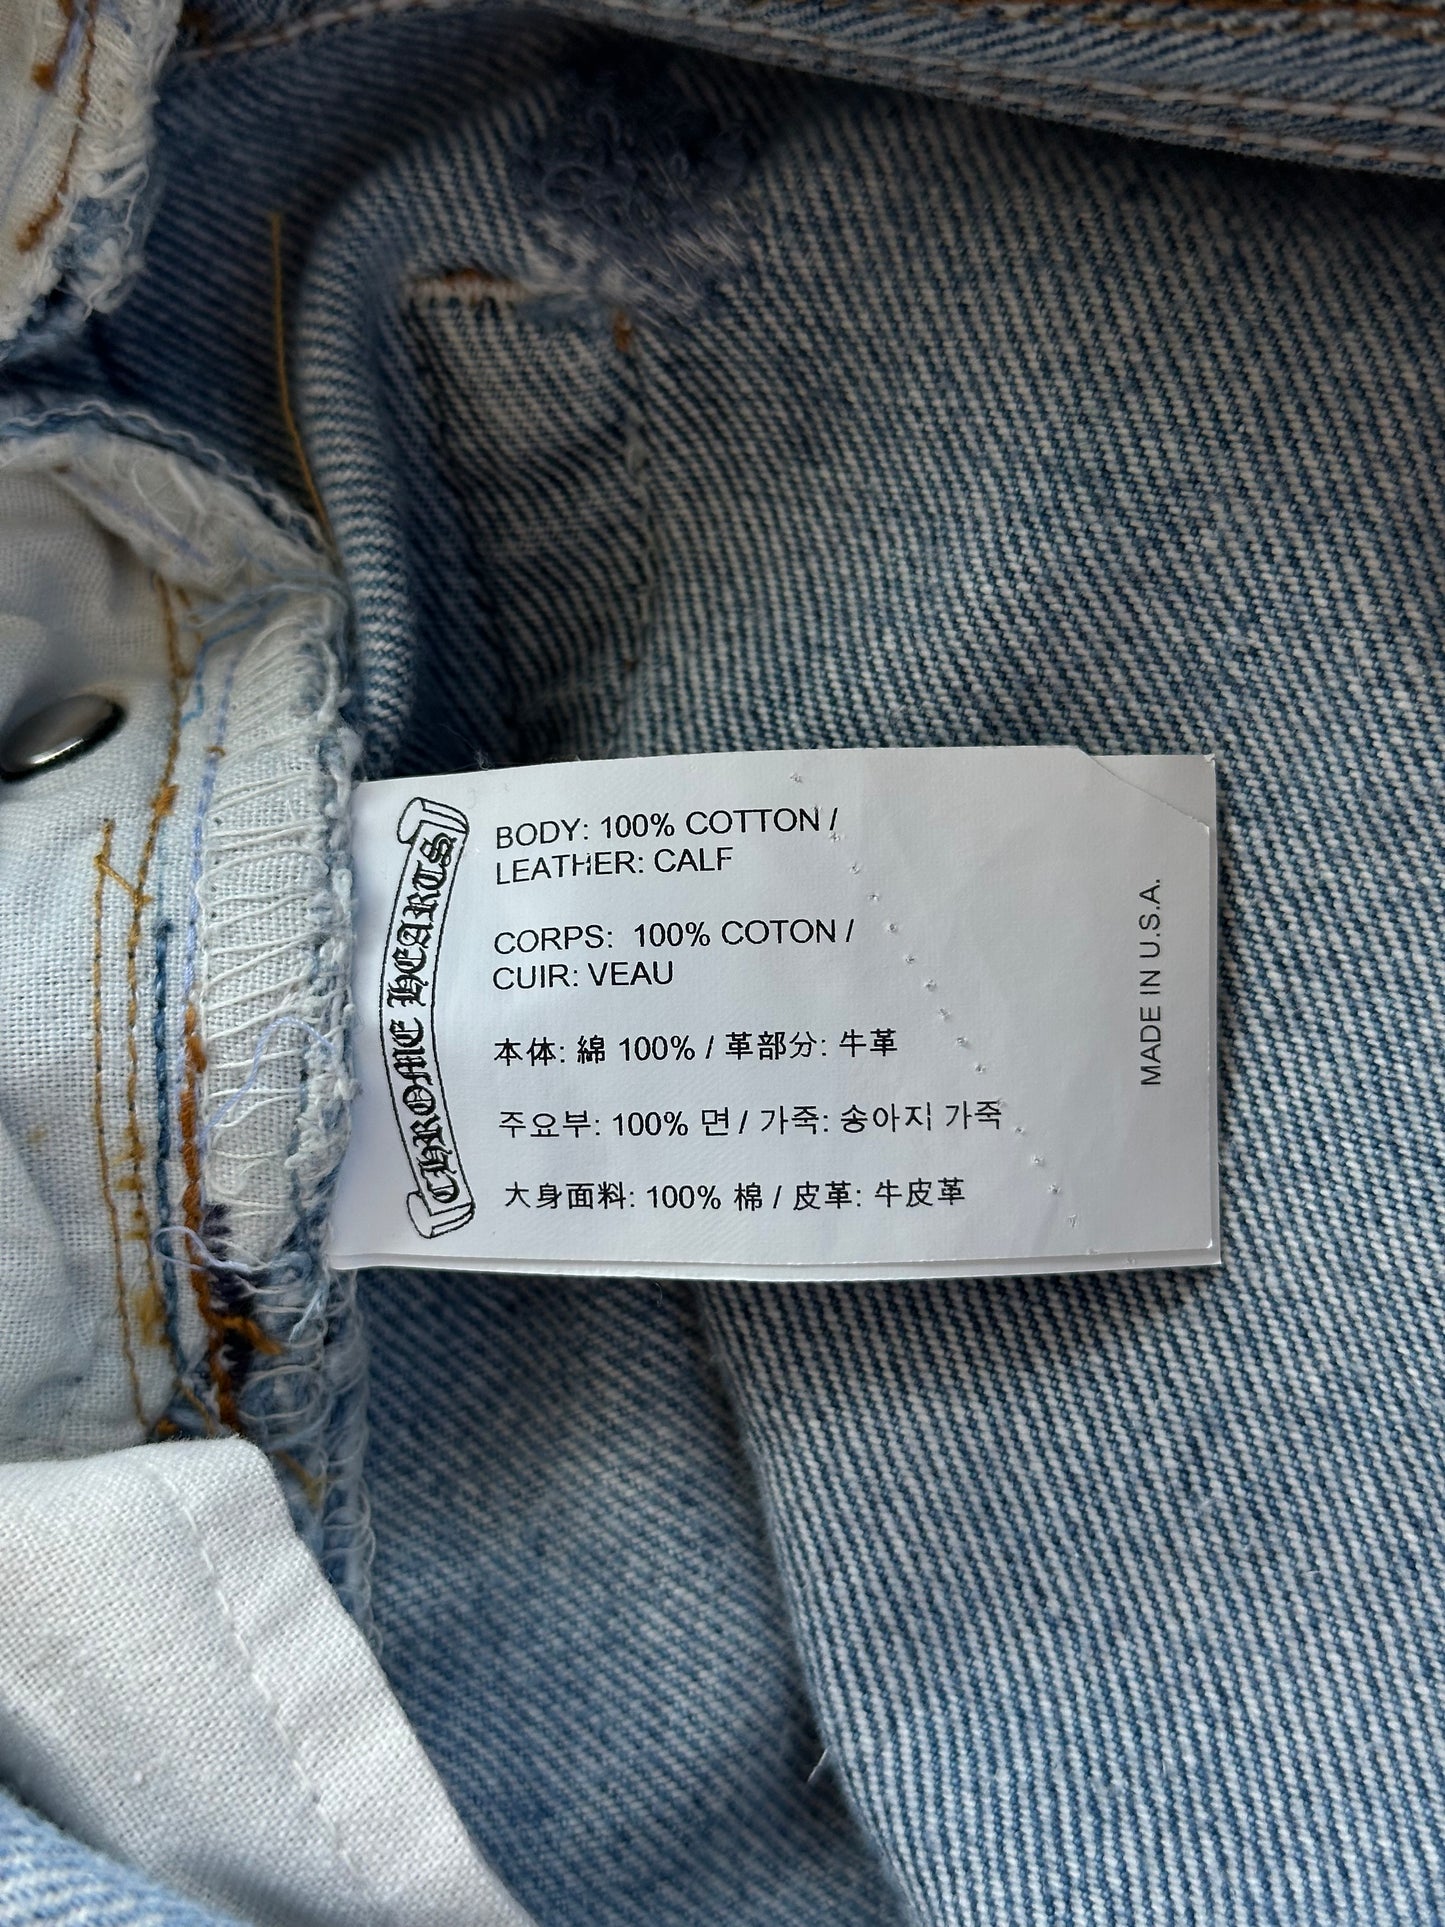 CHROME HEARTS
BODY: 100% COTTON /
LEATHER: CALF
CORPS: 100% COTON /
CUIR: VEAU
本体: 綿 100% / 革部分: 牛革
주요부: 100% 면 / 가죽: 송아지 가죽
大身面料: 100% 棉 / 皮革: 牛皮革
MADE IN U.S.A.